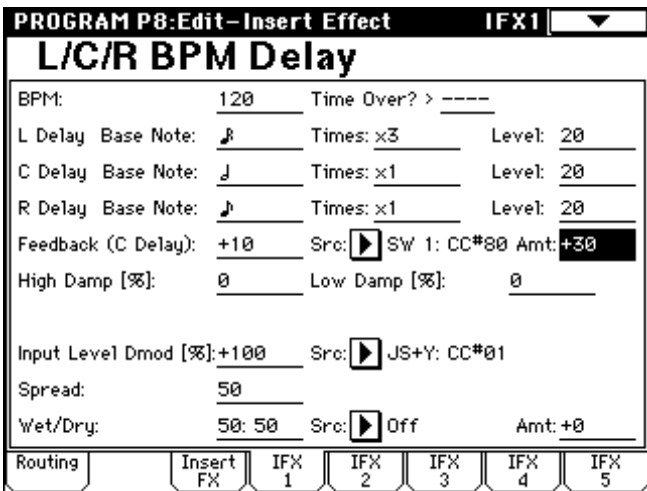 PROGRAM P8:Edit-Insert Effect IFX1
L/C/R BPM Delay
BPM: 120 Time Over? > ----
L Delay Base Note: Times: x3 Level: 20
C Delay Base Note: Times: x1 Level: 20
R Delay Base Note: Times: x1 Level: 20
Feedback (C Delay): +10 Src: SW 1: CC#80 Amt: +30
High Damp [%]: 0 Low Damp [%]: 0
Input Level Dmod [%]: +100 Src: JS+Y: CC#01
Spread: 50
Wet/Dry: 50: 50 Src: Off Amt: +0
Routing Insert FX IFX 1 IFX 2 IFX 3 IFX 4 IFX 5